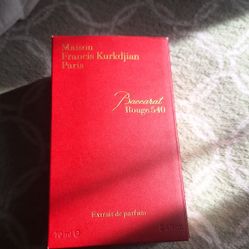 Maison
Francis Kurkdjian
Paris
Baccarat
Rouge 540
Extrait de parfum
70 ml ℮